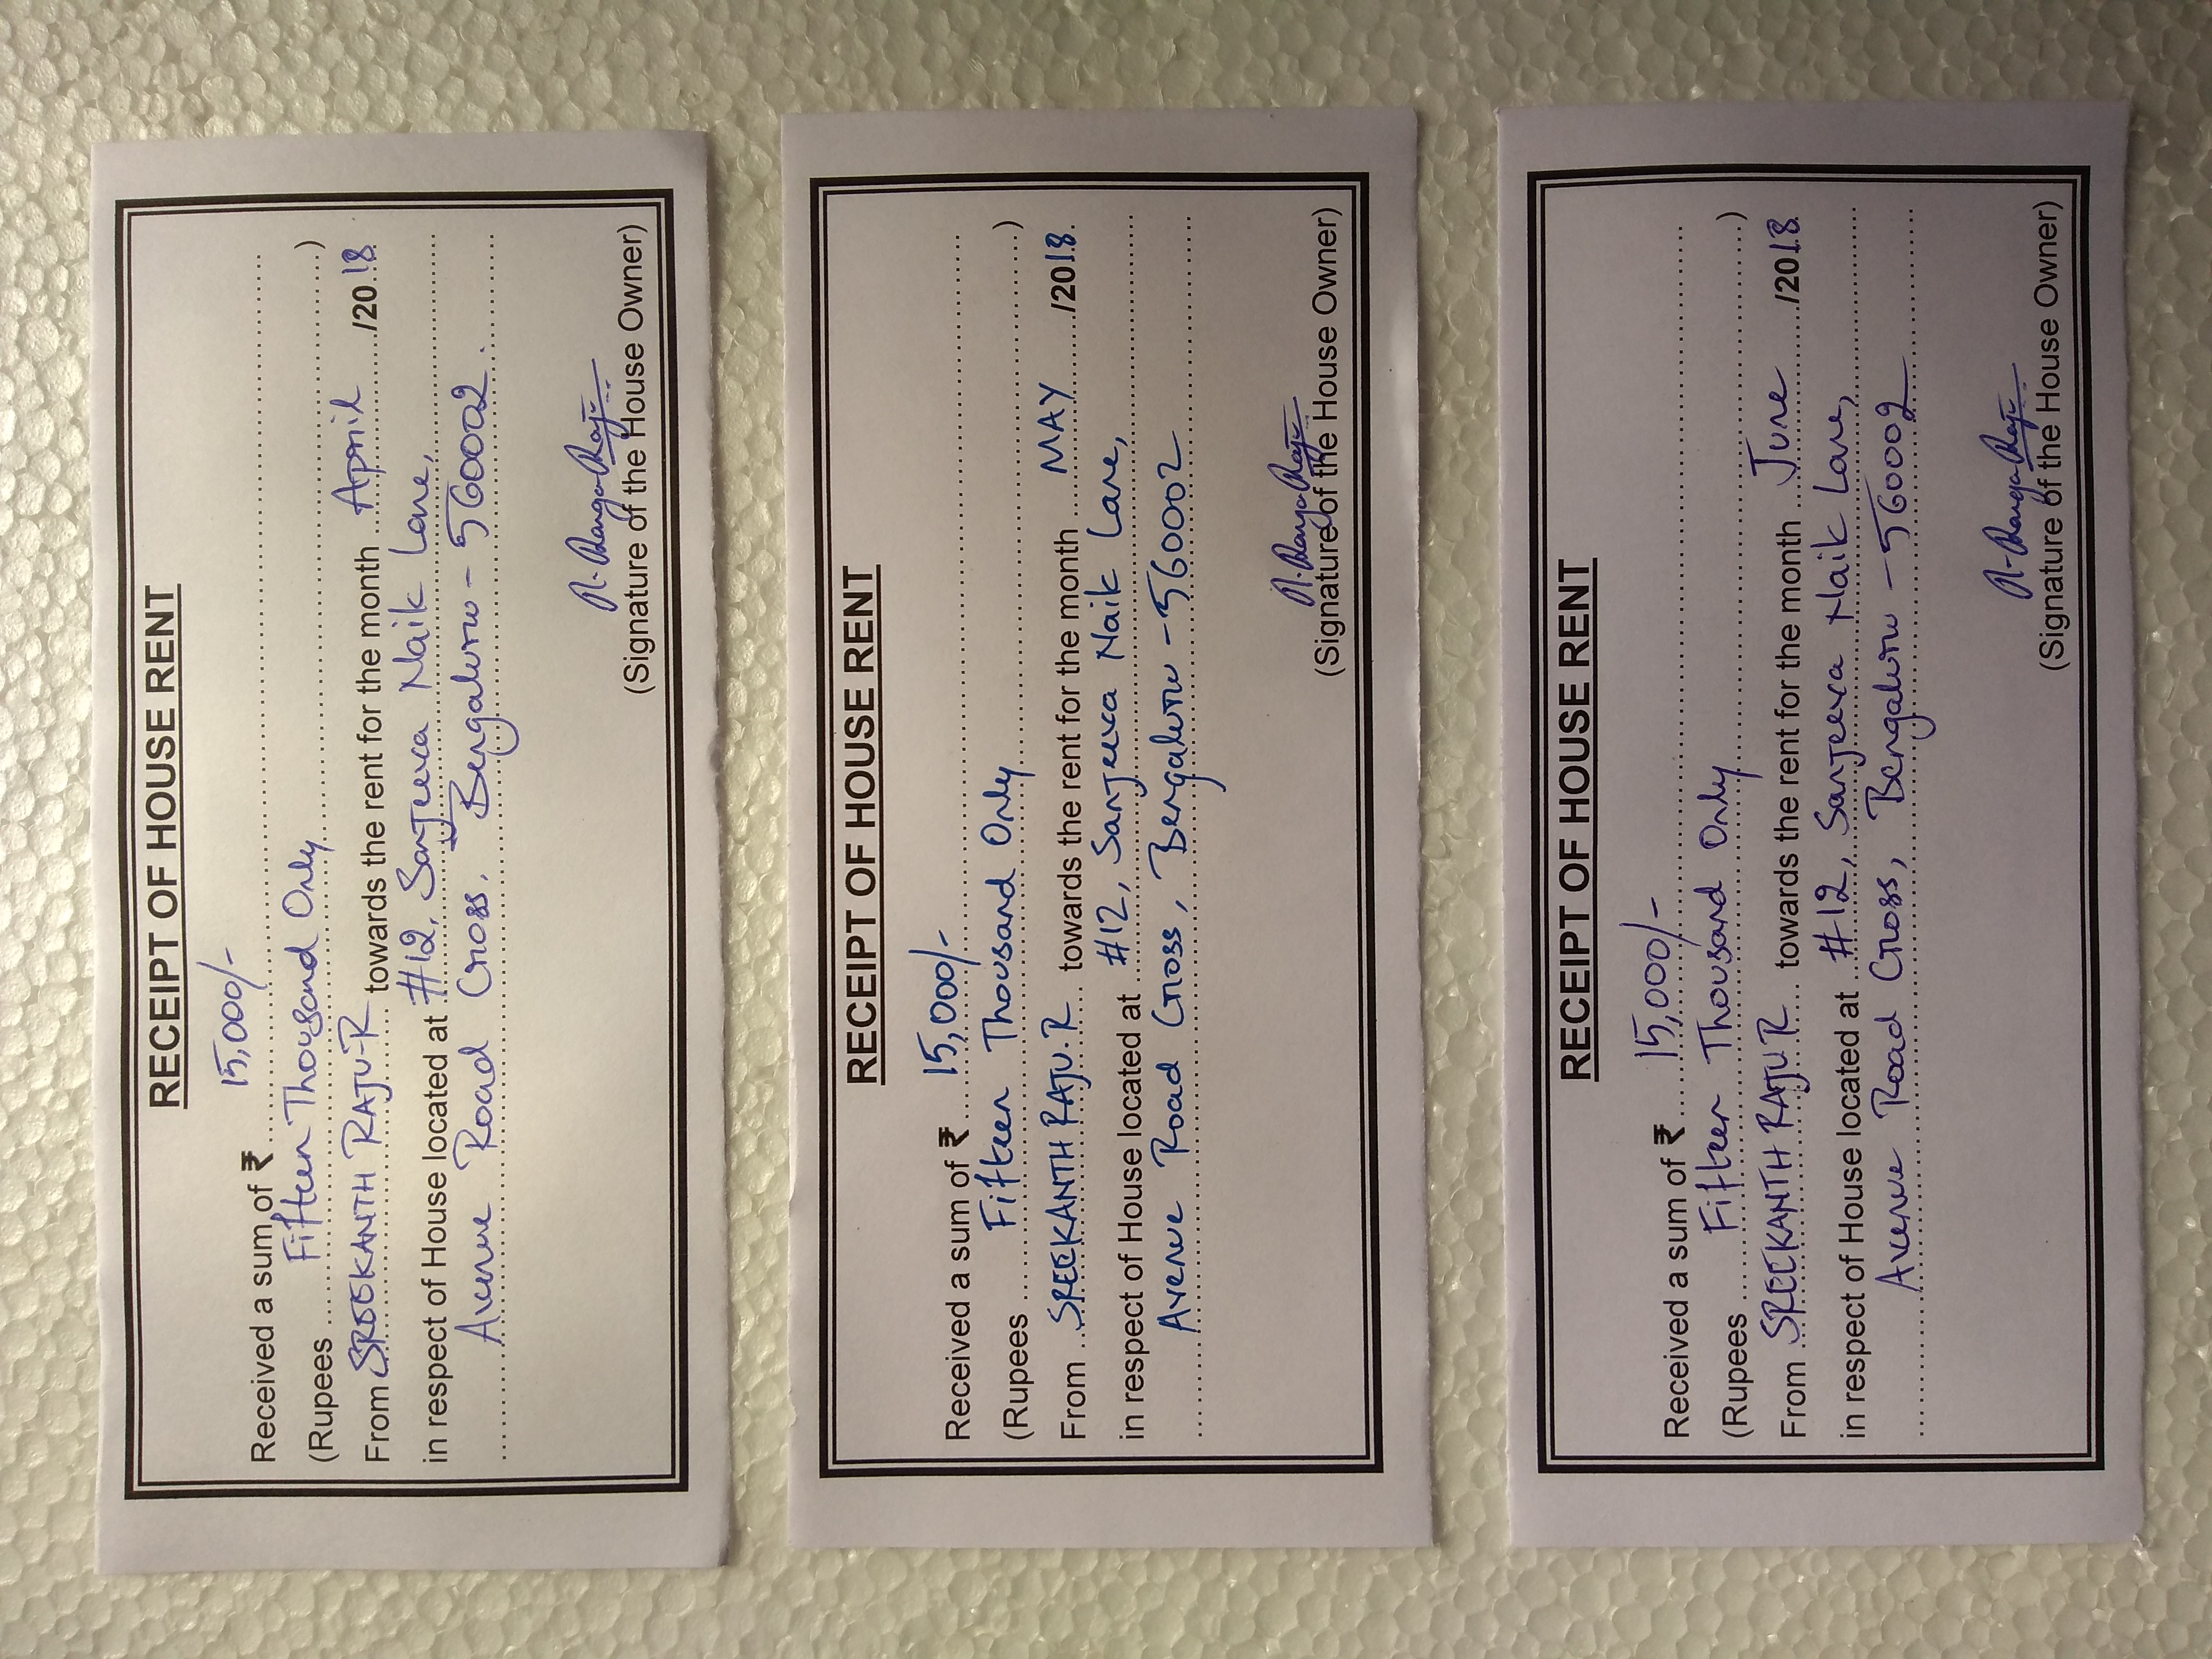 RECEIPT OF HOUSE RENT
Received a sum of ₹ 15,000/-
(Rupees Fifteen Thousand Only)
From SREEKANTH RAJU-R towards the rent for the month April /2018
in respect of House located at #12, Sanjeeva Naik Lane,
Avenue Road Cross, Bengaluru - 560002.
R. Ranga Raju
(Signature of the House Owner)
RECEIPT OF HOUSE RENT
Received a sum of ₹ 15,000/-
(Rupees Fifteen Thousand Only)
From SREEKANTH RAJU.R towards the rent for the month MAY /2018.
in respect of House located at #12, Sanjeeva Naik Lane,
Avenue Road Cross, Bengaluru - 560002
R. Ranga Raju
(Signature of the House Owner)
RECEIPT OF HOUSE RENT
Received a sum of ₹ 15,000/-
(Rupees Fifteen Thousand Only)
From SREEKANTH RAJU R towards the rent for the month June /2018
in respect of House located at #12, Sanjeeva Naik Lane,
Avenue Road Cross, Bengaluru - 560002
R. Ranga Raju
(Signature of the House Owner)